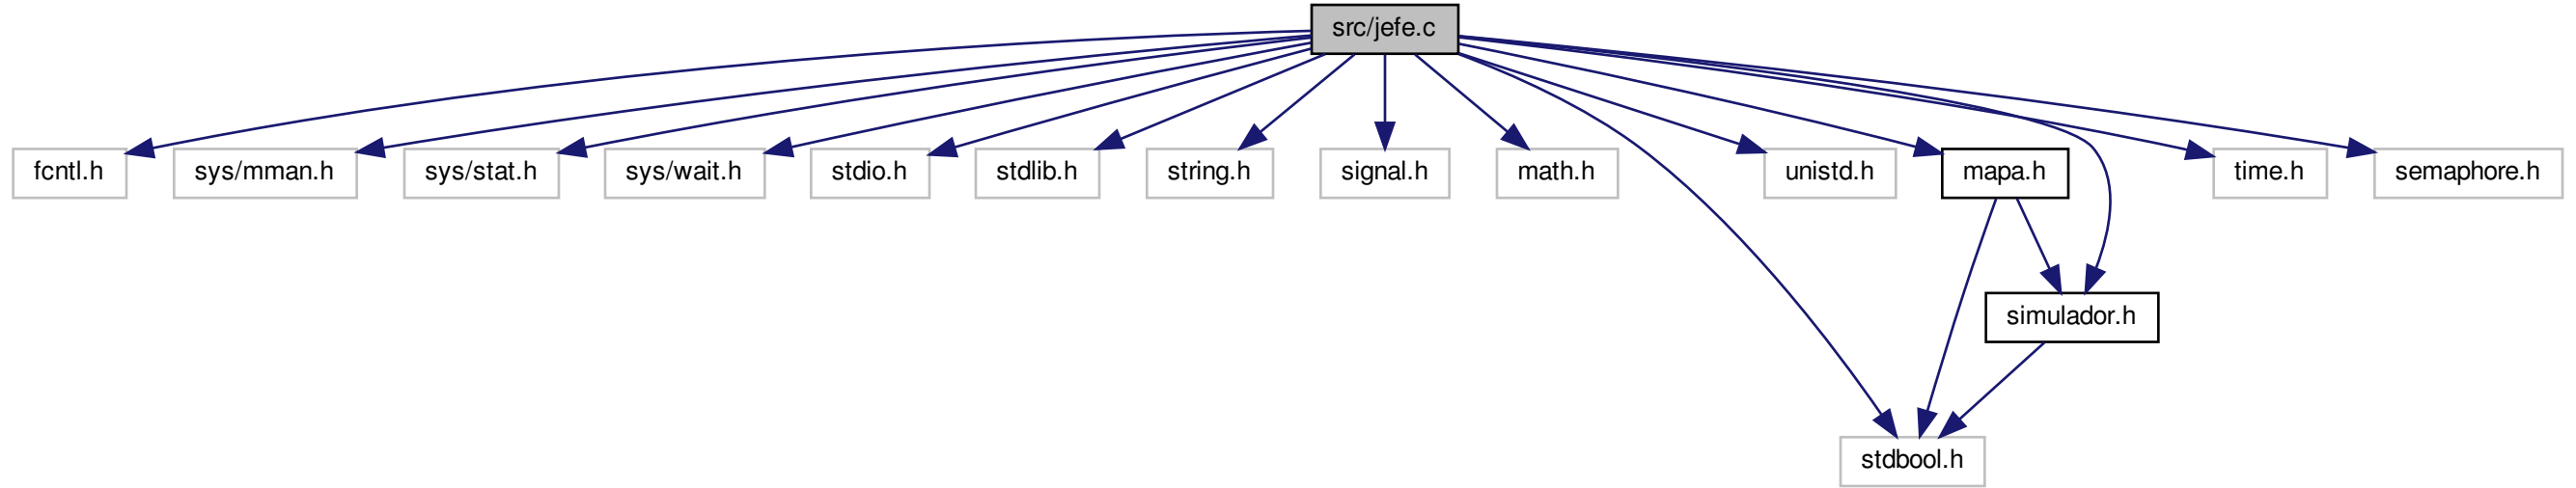 src/jefe.c
fcntl.h
sys/mman.h
sys/stat.h
sys/wait.h
stdio.h
stdlib.h
string.h
signal.h
math.h
unistd.h
mapa.h
time.h
semaphore.h
simulador.h
stdbool.h